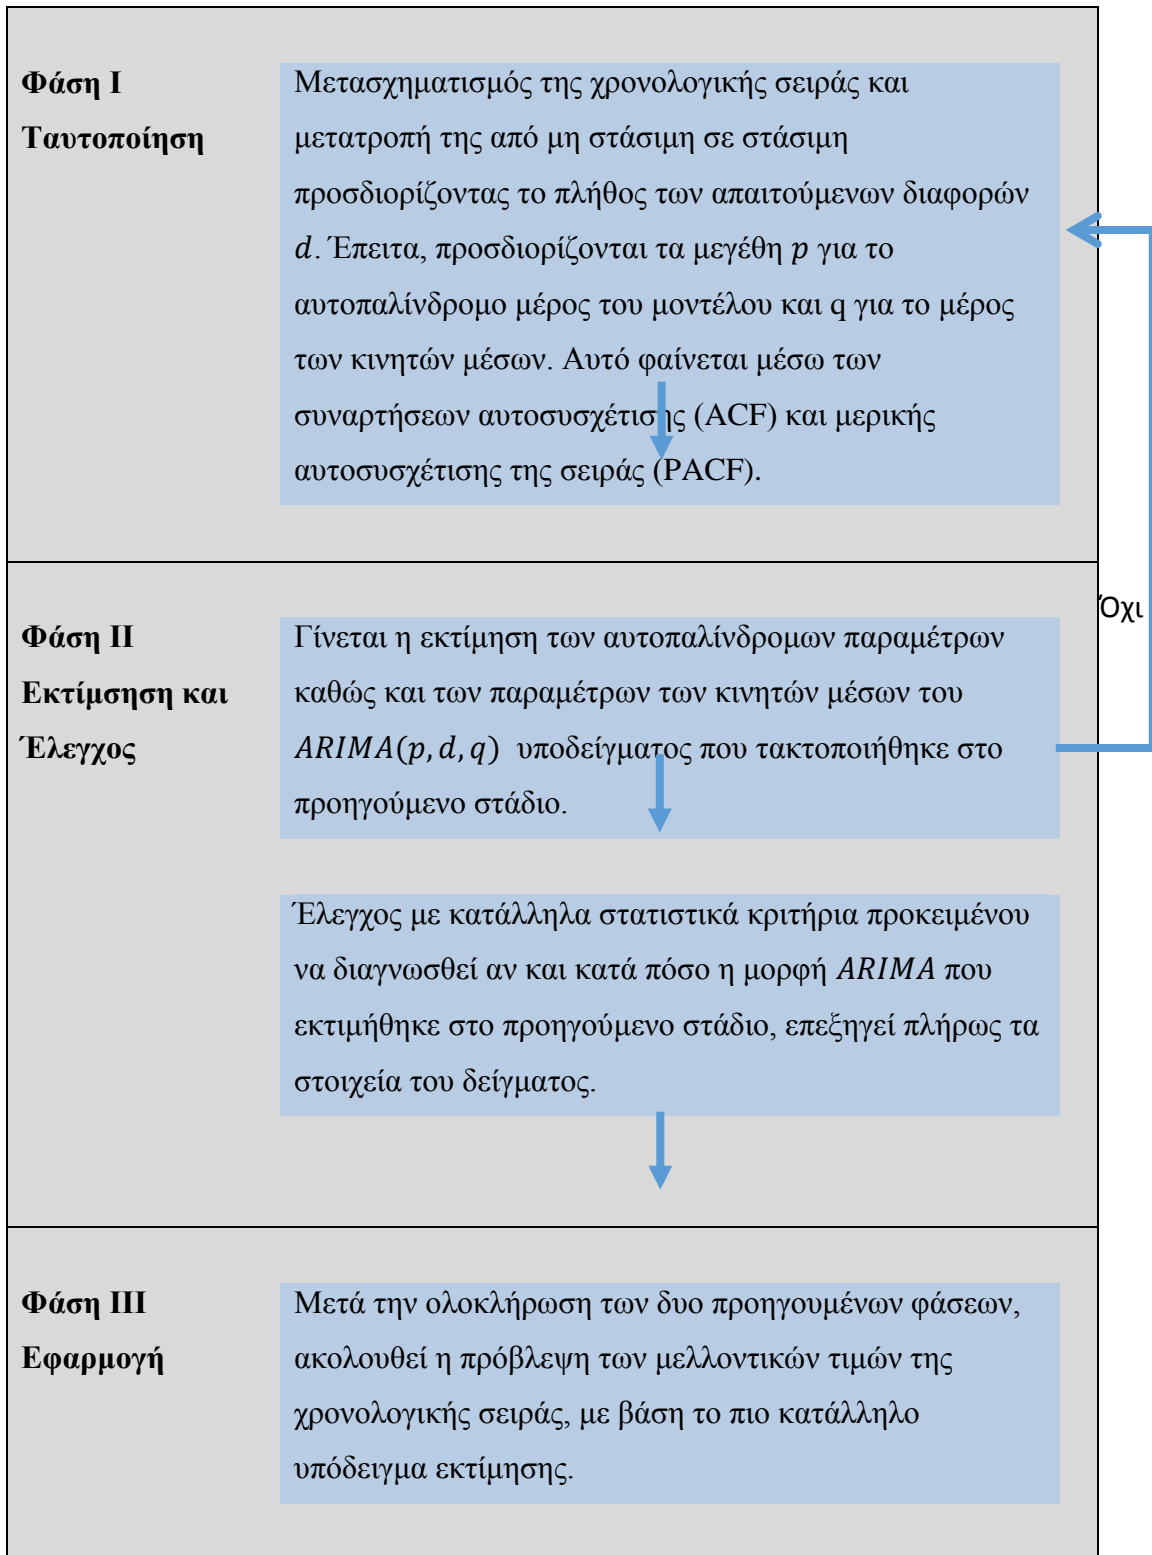 Φάση Ι
Ταυτοποίηση
Μετασχηματισμός της χρονολογικής σειράς και
μετατροπή της από μη στάσιμη σε στάσιμη
προσδιορίζοντας το πλήθος των απαιτούμενων διαφορών
d. Έπειτα, προσδιορίζονται τα μεγέθη p για το
αυτοπαλίνδρομο μέρος του μοντέλου και q για το μέρος
των κινητών μέσων. Αυτό φαίνεται μέσω των
συναρτήσεων αυτοσυσχέτισης (ACF) και μερικής
αυτοσυσχέτισης της σειράς (PACF).
Όχι
Φάση ΙΙ
Εκτίμσηση και
Έλεγχος
Γίνεται η εκτίμηση των αυτοπαλίνδρομων παραμέτρων
καθώς και των παραμέτρων των κινητών μέσων του
ARIMA(p, d, q) υποδείγματος που τακτοποιήθηκε στο
προηγούμενο στάδιο.
Έλεγχος με κατάλληλα στατιστικά κριτήρια προκειμένου
να διαγνωσθεί αν και κατά πόσο η μορφή ARIMA που
εκτιμήθηκε στο προηγούμενο στάδιο, επεξηγεί πλήρως τα
στοιχεία του δείγματος.
Φάση ΙΙΙ
Εφαρμογή
Μετά την ολοκλήρωση των δυο προηγουμένων φάσεων,
ακολουθεί η πρόβλεψη των μελλοντικών τιμών της
χρονολογικής σειράς, με βάση το πιο κατάλληλο
υπόδειγμα εκτίμησης.